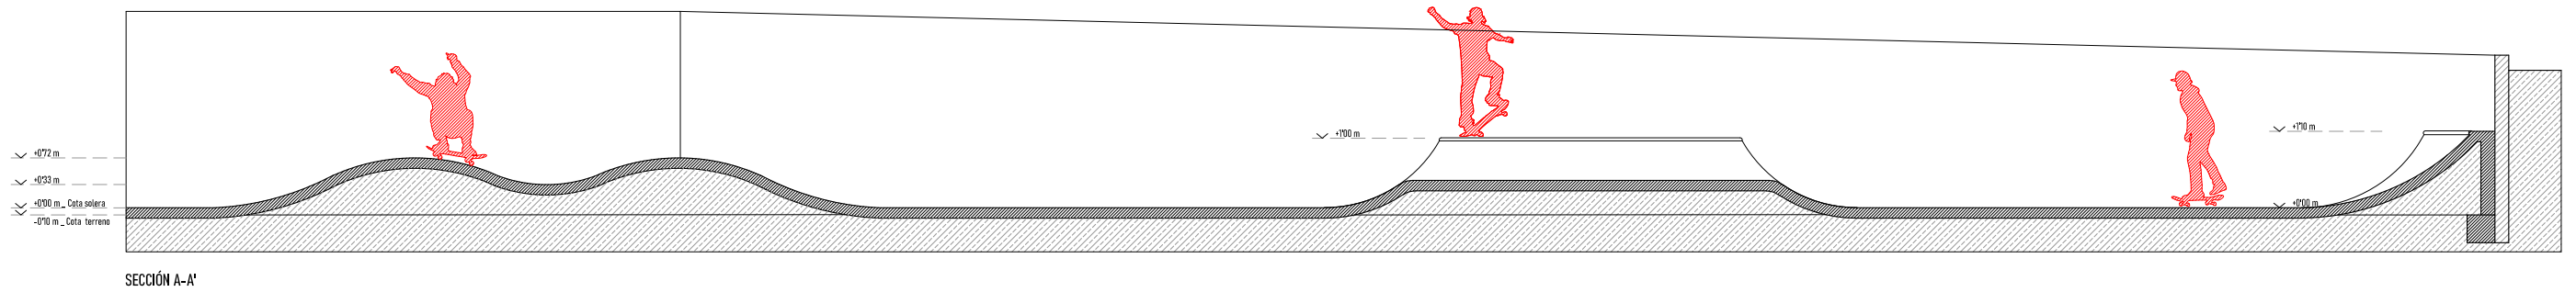 +0'72 m
+0'33 m
+0'00 m _ Cota solera
-0'10 m _ Cota terreno
+1'00 m
+1'10 m
+0'00 m
SECCIÓN A-A'